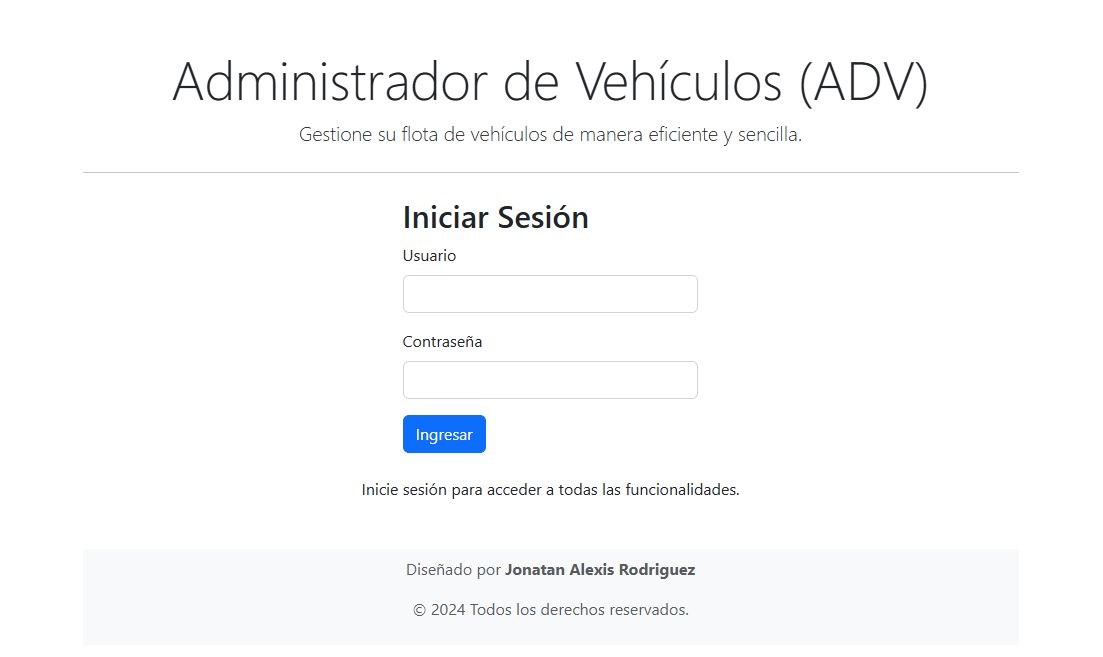 Administrador de Vehículos (ADV)
Gestione su flota de vehículos de manera eficiente y sencilla.
Iniciar Sesión
Usuario
Contraseña
Ingresar
Inicie sesión para acceder a todas las funcionalidades.
Diseñado por Jonatan Alexis Rodriguez
© 2024 Todos los derechos reservados.